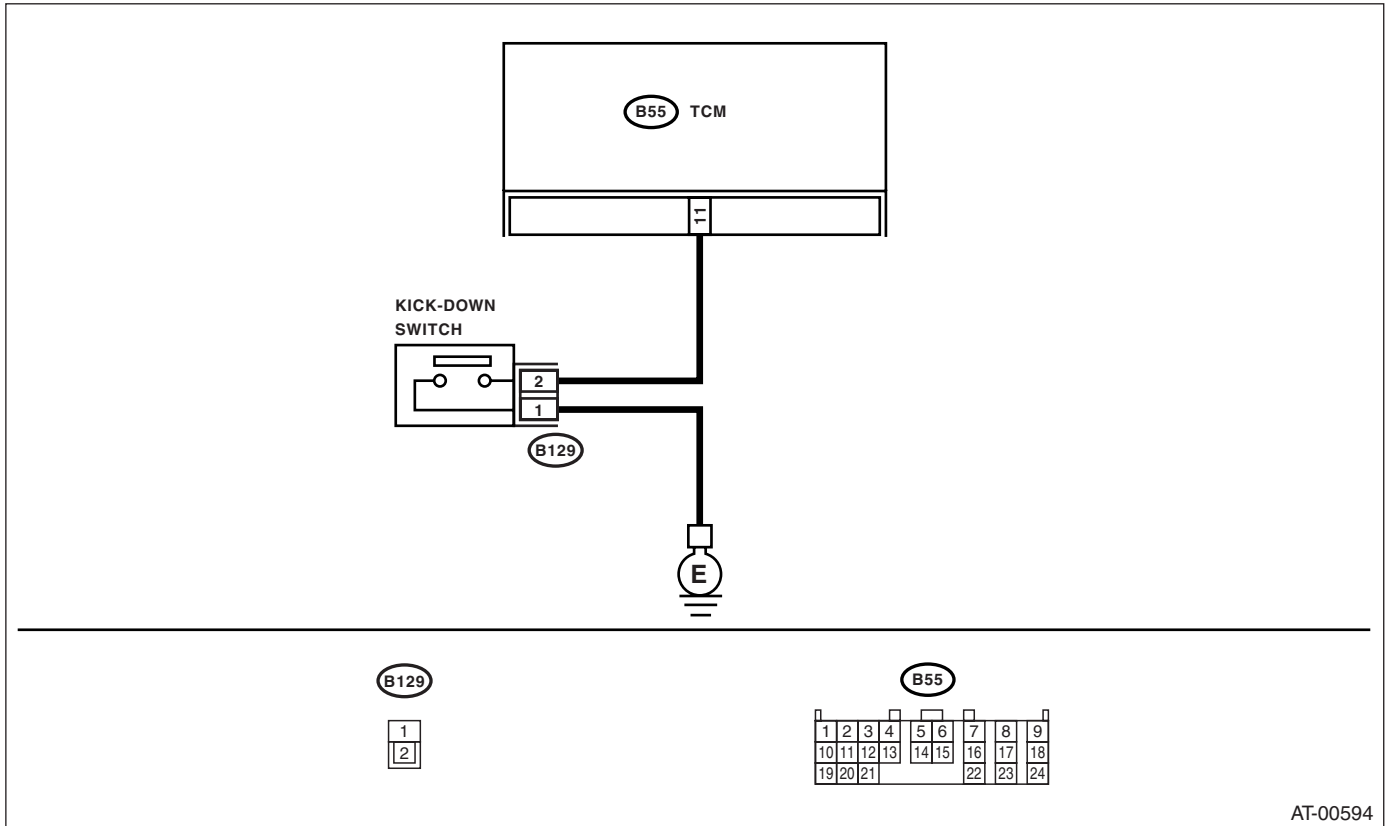 B55 TCM
11
KICK-DOWN
SWITCH
2
1
B129
E
B129
1
2
B55
1 2 3 4 5 6 7 8 9
10 11 12 13 14 15 16 17 18
19 20 21 22 23 24
AT-00594